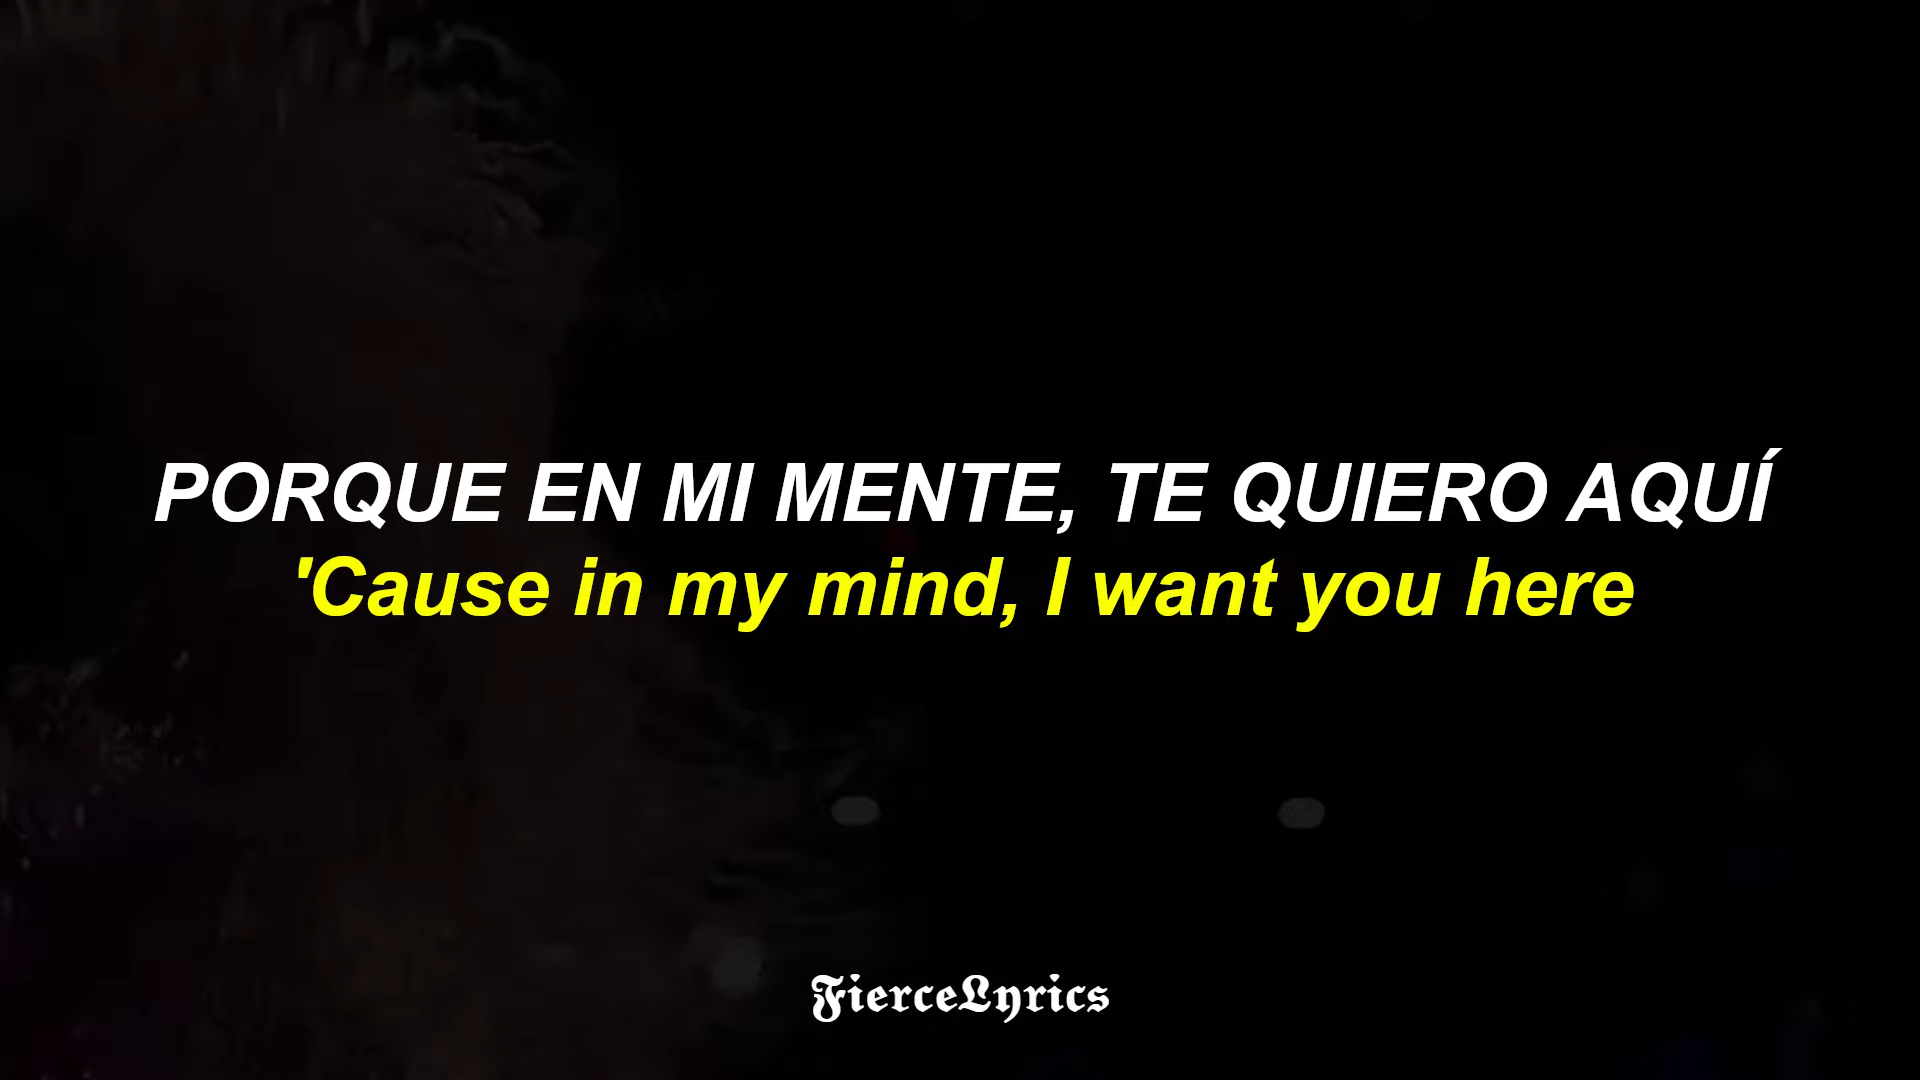 PORQUE EN MI MENTE, TE QUIERO AQUÍ
'Cause in my mind, I want you here
FierceLyrics